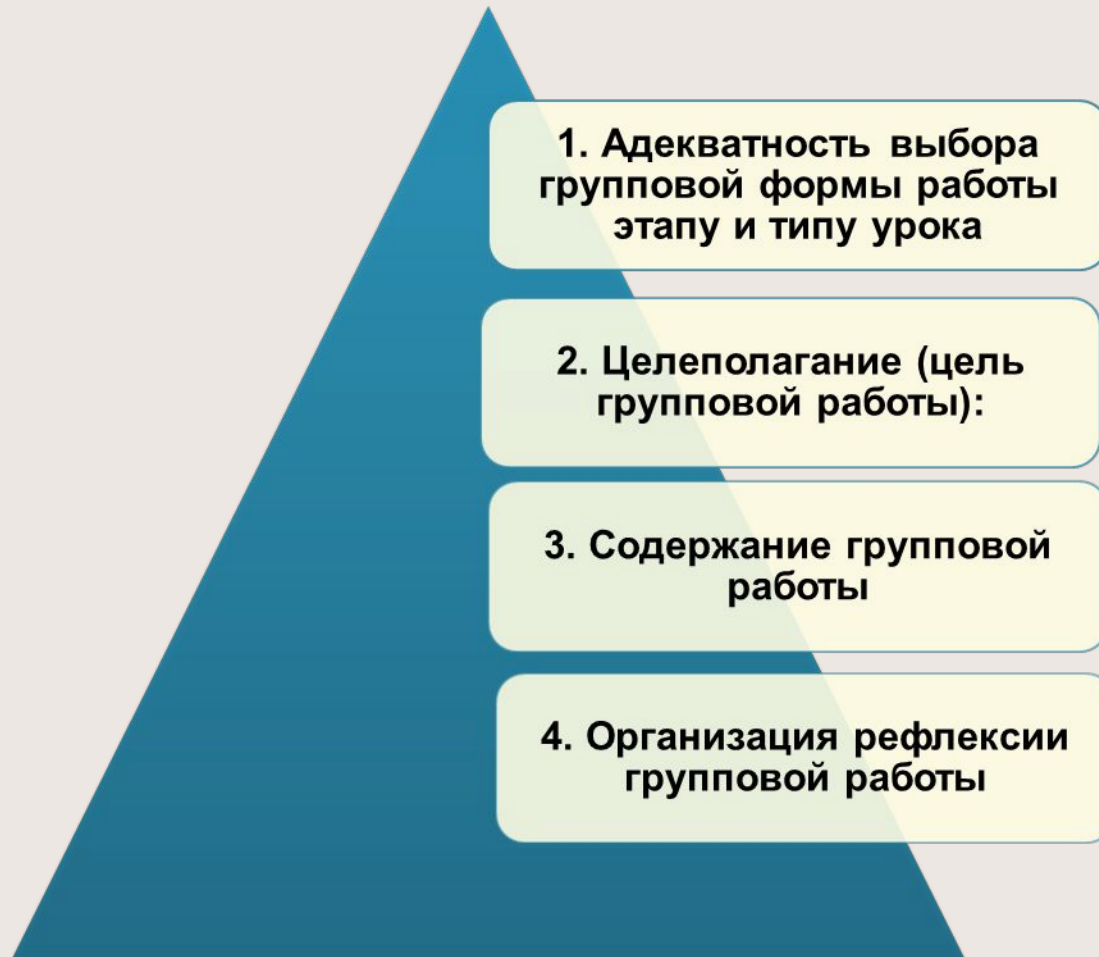 1. Адекватность выбора
групповой формы работы
этапу и типу урока
2. Целеполагание (цель
групповой работы):
3. Содержание групповой
работы
4. Организация рефлексии
групповой работы